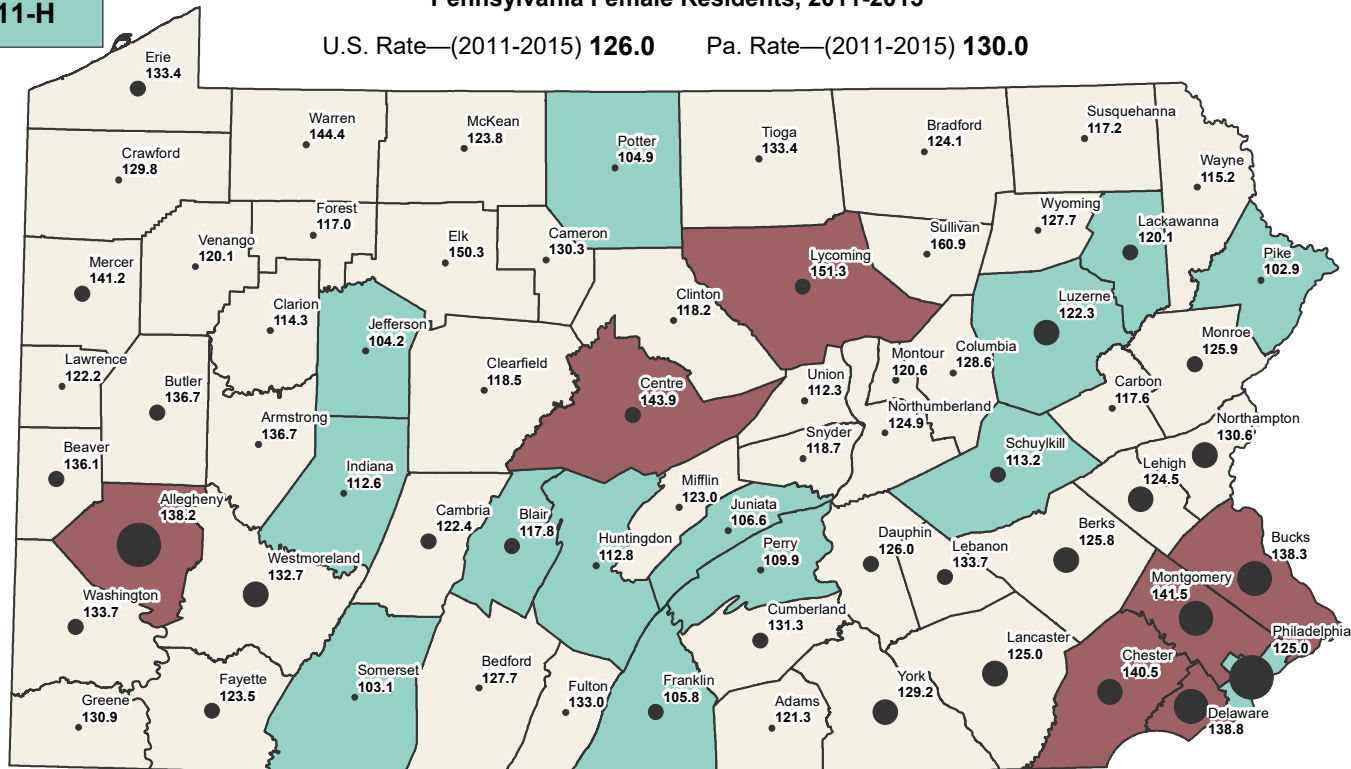 11-H
Pennsylvania Female Residents, 2011-2015
U.S. Rate—(2011-2015) 126.0 Pa. Rate—(2011-2015) 130.0
Erie
133.4
Warren
144.4
McKean
123.8
Potter
104.9
Tioga
133.4
Bradford
124.1
Susquehanna
117.2
Wayne
115.2
Crawford
129.8
Forest
117.0
Venango
120.1
Elk
150.3
Cameron
130.3
Sullivan
160.9
Wyoming
127.7
Lackawanna
120.1
Pike
102.9
Mercer
141.2
Clarion
114.3
Jefferson
104.2
Clinton
118.2
Lycoming
151.3
Luzerne
122.3
Monroe
125.9
Lawrence
122.2
Butler
136.7
Clearfield
118.5
Centre
143.9
Union
112.3
Montour
120.6
Columbia
128.6
Carbon
117.6
Armstrong
136.7
Northumberland
124.9
Northampton
130.6
Beaver
136.1
Indiana
112.6
Snyder
118.7
Schuylkill
113.2
Lehigh
124.5
Allegheny
138.2
Cambria
122.4
Blair
117.8
Mifflin
123.0
Juniata
106.6
Huntingdon
112.8
Perry
109.9
Dauphin
126.0
Lebanon
133.7
Berks
125.8
Bucks
138.3
Westmoreland
132.7
Montgomery
141.5
Washington
133.7
Cumberland
131.3
Lancaster
125.0
Philadelphia
125.0
Chester
140.5
Somerset
103.1
Bedford
127.7
Fayette
123.5
Fulton
133.0
Franklin
105.8
York
129.2
Greene
130.9
Adams
121.3
Delaware
138.8